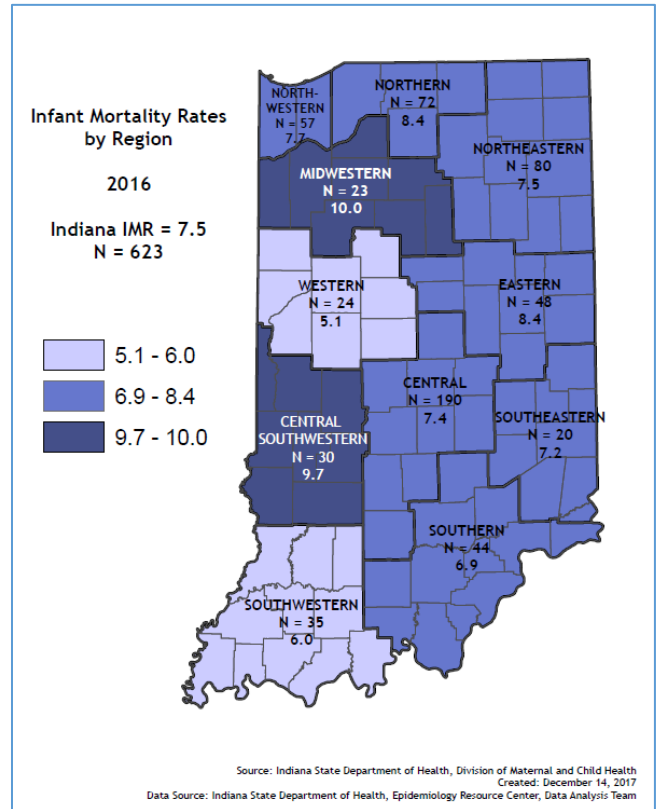 Infant Mortality Rates
by Region
2016
Indiana IMR = 7.5
N = 623
5.1 - 6.0
6.9 - 8.4
9.7 - 10.0
NORTH-
WESTERN
N = 57
7.7
NORTHERN
N = 72
8.4
NORTHEASTERN
N = 80
7.5
MIDWESTERN
N = 23
10.0
WESTERN
N = 24
5.1
EASTERN
N = 48
8.4
CENTRAL
N = 190
7.4
SOUTHEASTERN
N = 20
7.2
CENTRAL
SOUTHWESTERN
N = 30
9.7
SOUTHERN
N = 44
6.9
SOUTHWESTERN
N = 35
6.0
Source: Indiana State Department of Health, Division of Maternal and Child Health
Created: December 14, 2017
Data Source: Indiana State Department of Health, Epidemiology Resource Center, Data Analysis Team